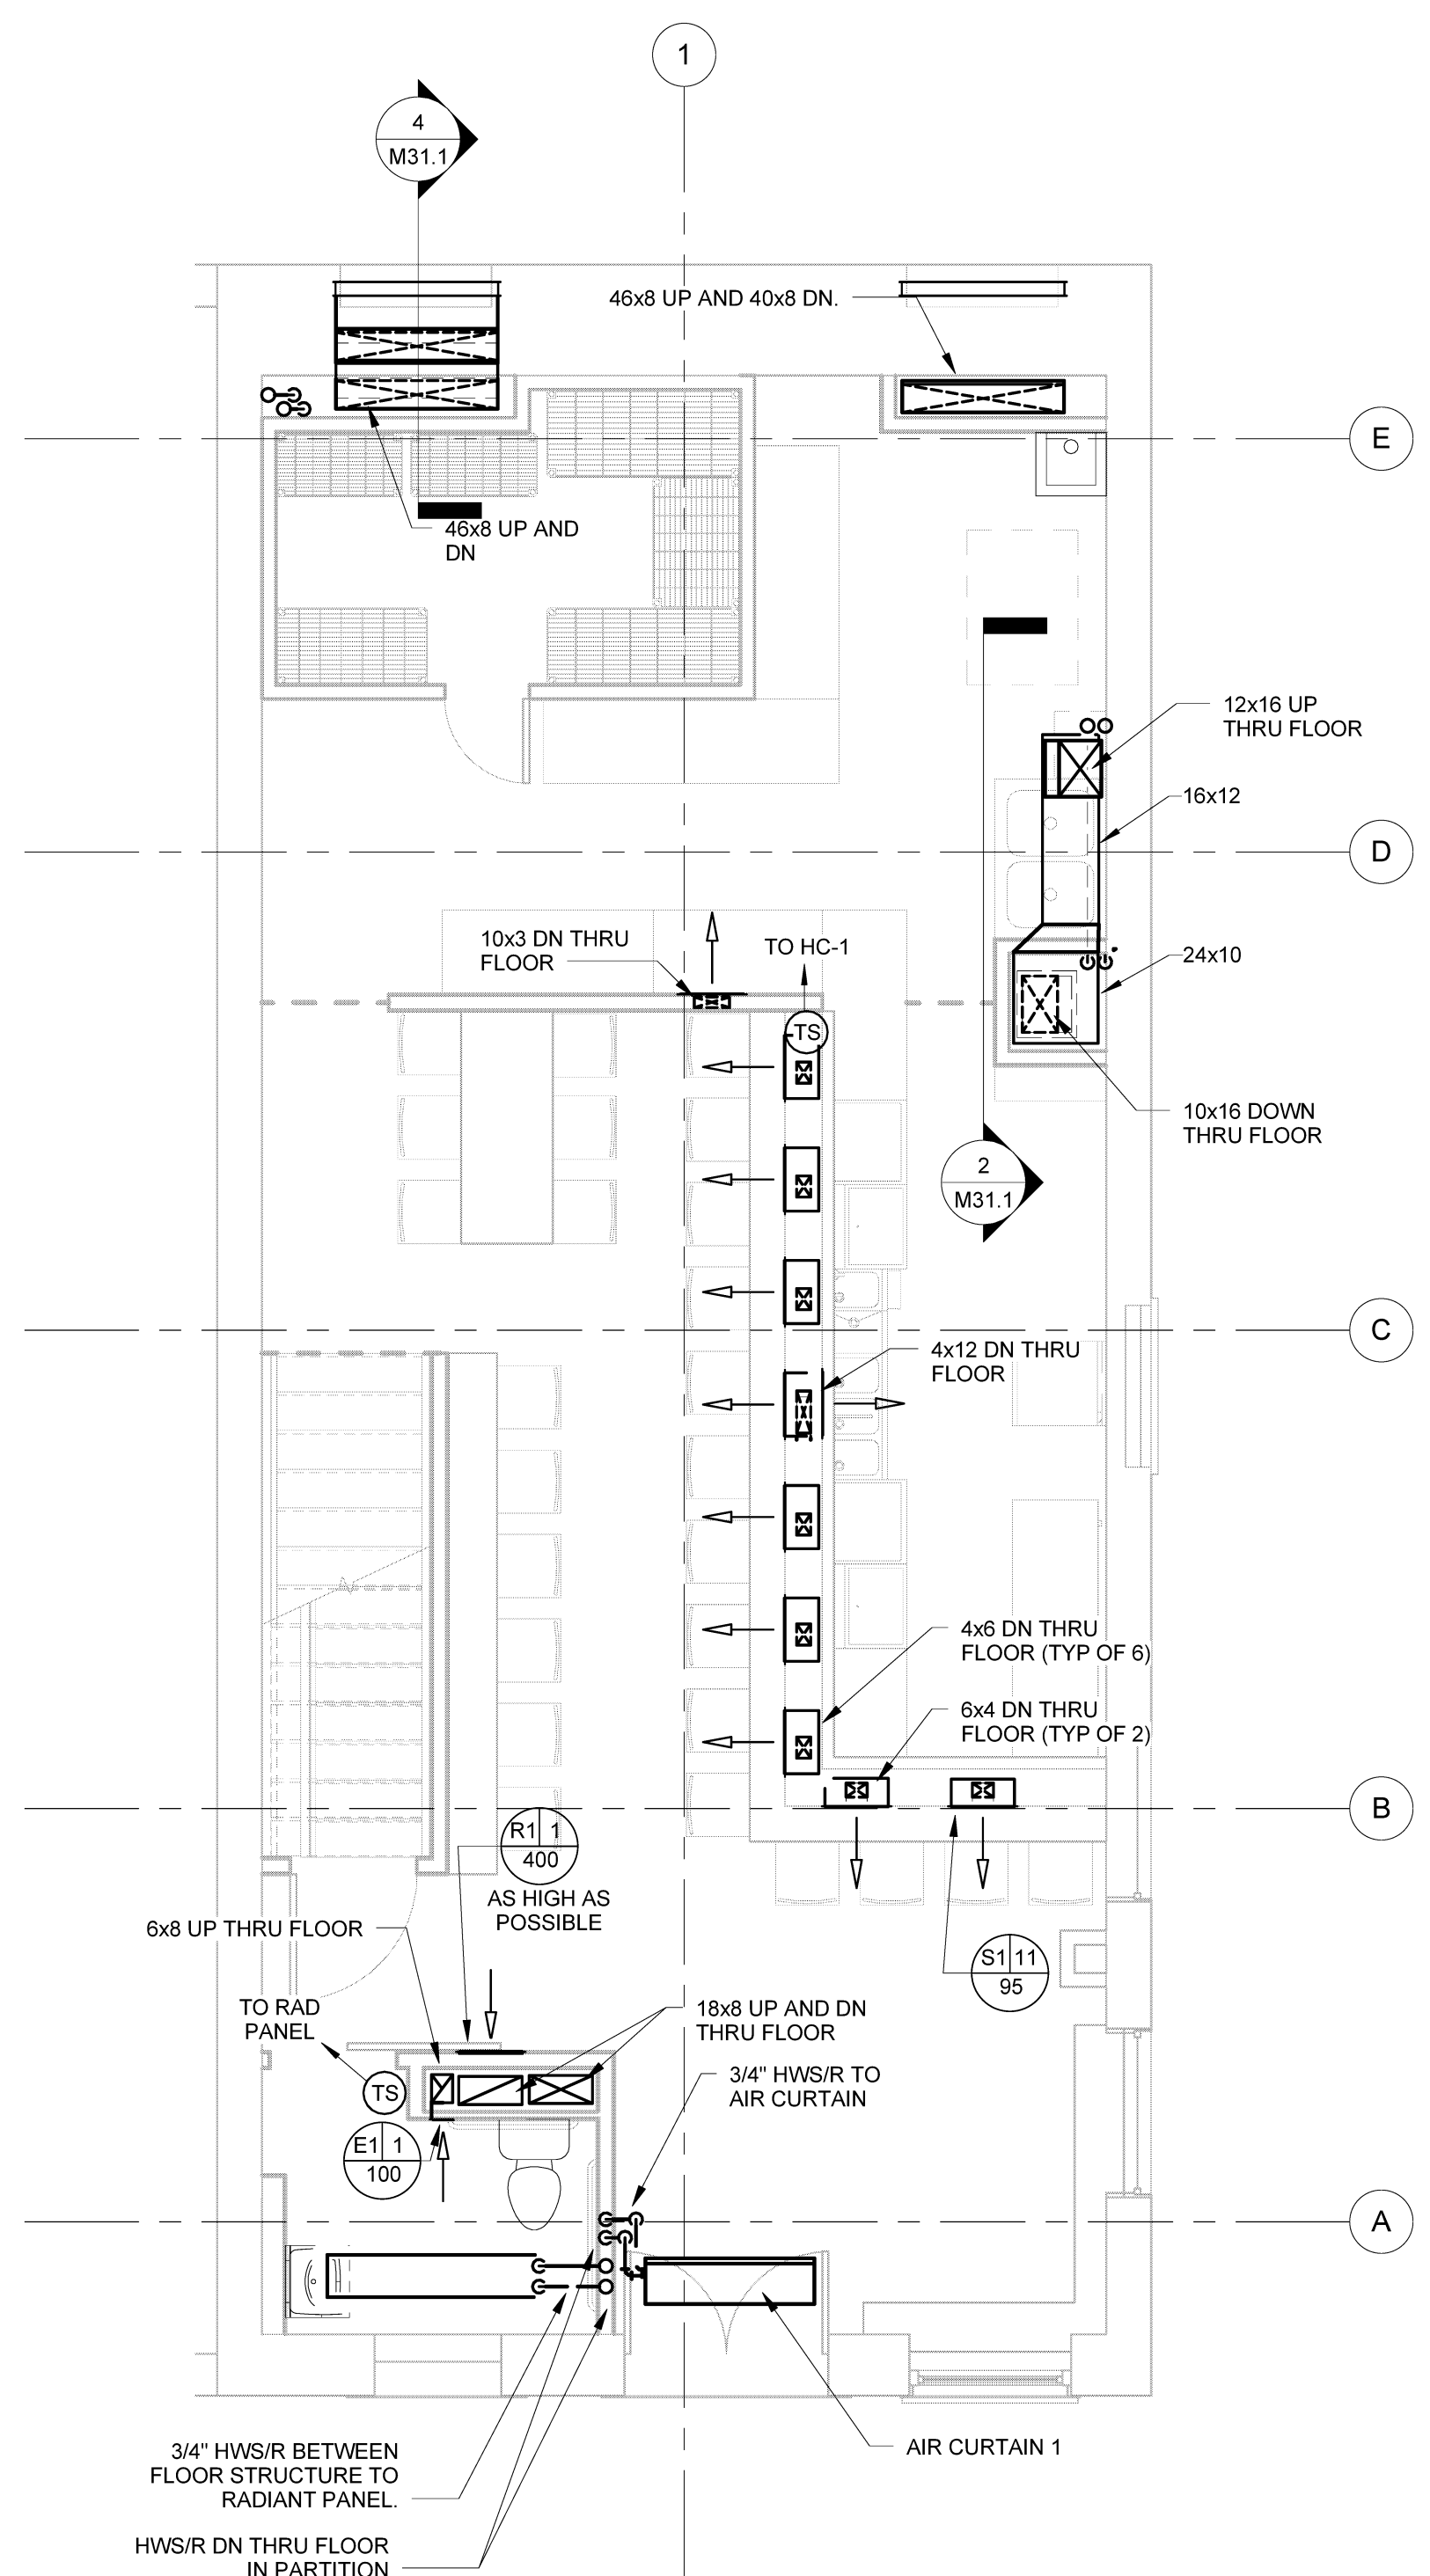 1
4
M31.1
46x8 UP AND 40x8 DN.
E
46x8 UP AND
DN
12x16 UP
THRU FLOOR
16x12
D
10x3 DN THRU
FLOOR
TO HC-1
24x10
TS
10x16 DOWN
THRU FLOOR
2
M31.1
C
4x12 DN THRU
FLOOR
4x6 DN THRU
FLOOR (TYP OF 6)
6x4 DN THRU
FLOOR (TYP OF 2)
B
R1 1
400
AS HIGH AS
POSSIBLE
6x8 UP THRU FLOOR
S1 11
95
TO RAD
PANEL
18x8 UP AND DN
THRU FLOOR
TS
3/4" HWS/R TO
AIR CURTAIN
E1 1
100
A
AIR CURTAIN 1
3/4" HWS/R BETWEEN
FLOOR STRUCTURE TO
RADIANT PANEL.
HWS/R DN THRU FLOOR
IN PARTITION